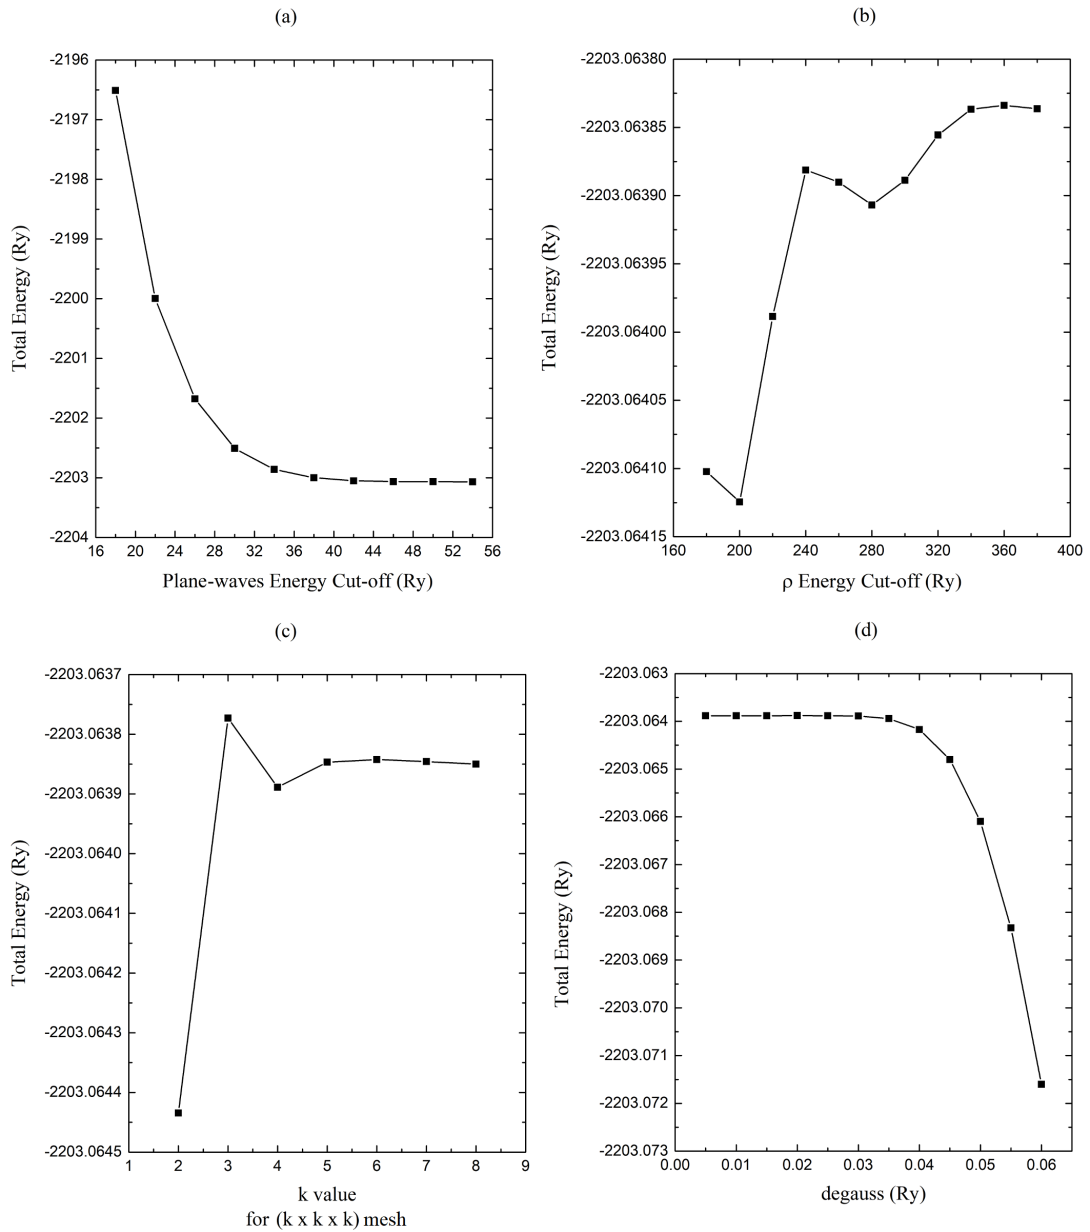 (a)
-2196
-2197
-2198
-2199
-2200
-2201
-2202
-2203
-2204
16 20 24 28 32 36 40 44 48 52 56
Total Energy (Ry)
Plane-waves Energy Cut-off (Ry)
(b)
-2203.06380
-2203.06385
-2203.06390
-2203.06395
-2203.06400
-2203.06405
-2203.06410
-2203.06415
160 200 240 280 320 360 400
Total Energy (Ry)
ρ Energy Cut-off (Ry)
(c)
-2203.0637
-2203.0638
-2203.0639
-2203.0640
-2203.0641
-2203.0642
-2203.0643
-2203.0644
-2203.0645
1 2 3 4 5 6 7 8 9
Total Energy (Ry)
k value
for (k x k x k) mesh
(d)
-2203.063
-2203.064
-2203.065
-2203.066
-2203.067
-2203.068
-2203.069
-2203.070
-2203.071
-2203.072
-2203.073
0.00 0.01 0.02 0.03 0.04 0.05 0.06
Total Energy (Ry)
degauss (Ry)